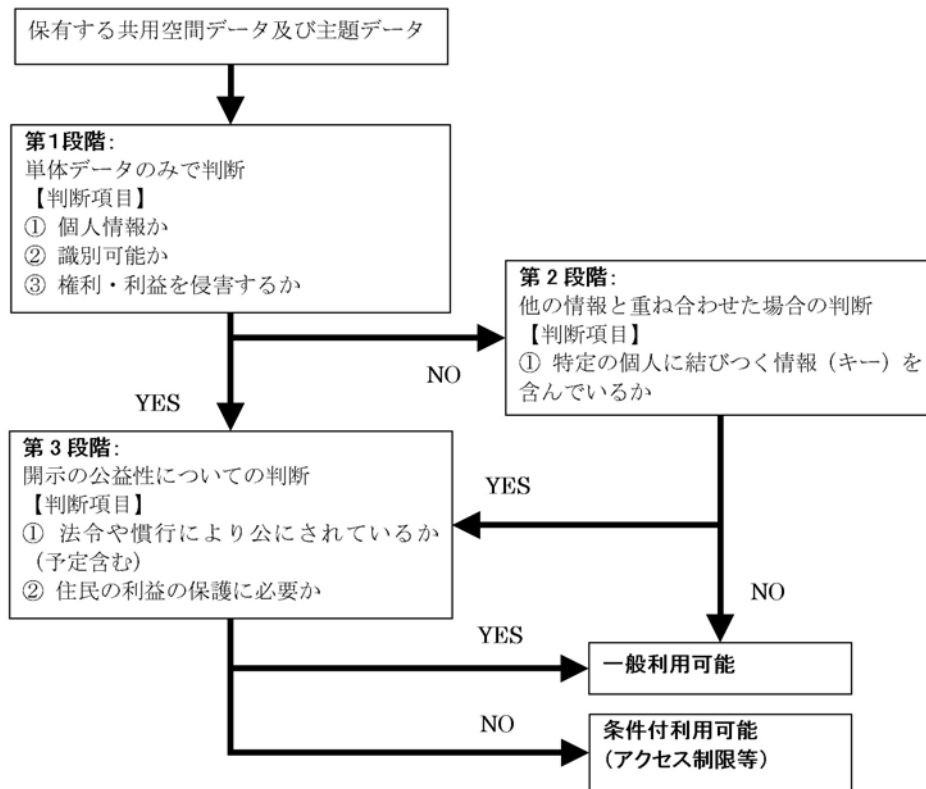 保有する共用空間データ及び主題データ
第1段階:
単体データのみで判断
【判断項目】
① 個人情報か
② 識別可能か
③ 権利・利益を侵害するか
第2段階:
他の情報と重ね合わせた場合の判断
【判断項目】
① 特定の個人に結びつく情報（キー）を
含んでいるか
NO
YES
第3段階:
開示の公益性についての判断
【判断項目】
① 法令や慣行により公にされているか
（予定含む）
② 住民の利益の保護に必要か
YES
NO
YES
一般利用可能
NO
条件付利用可能
（アクセス制限等）